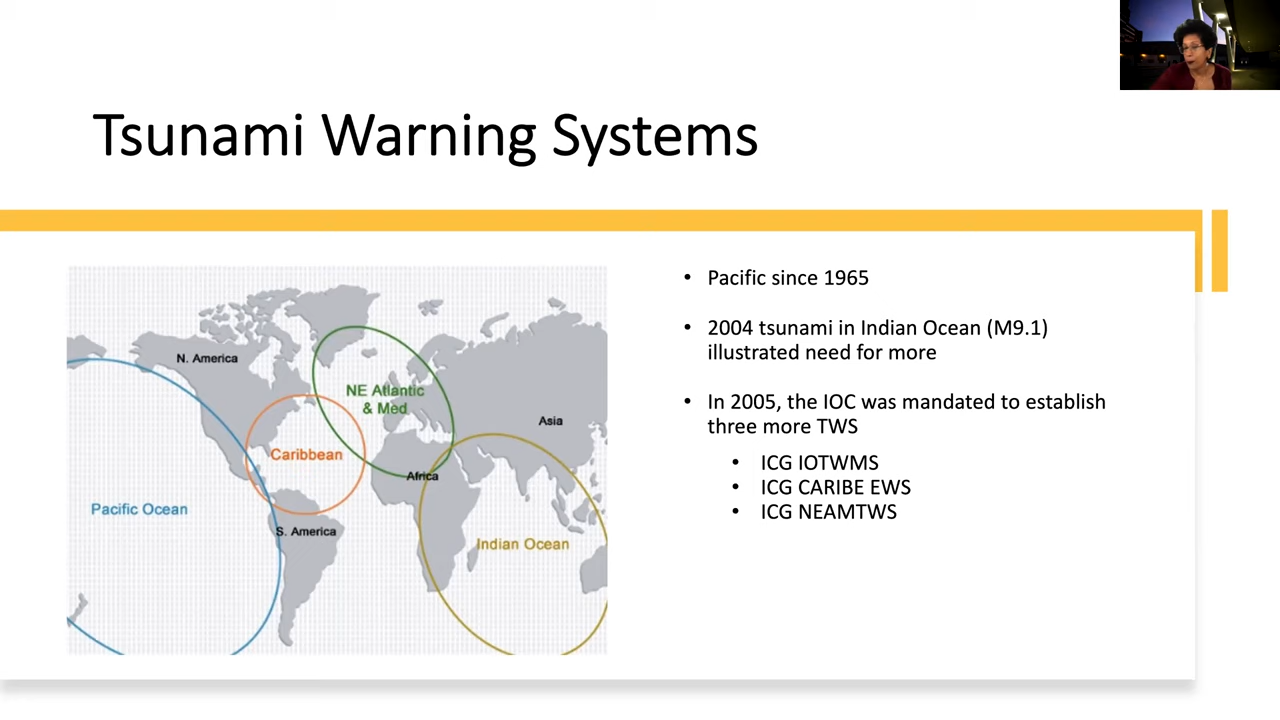 Tsunami Warning Systems
N. America
NE Atlantic
& Med
Asia
Caribbean
Africa
Pacific Ocean
S. America
Indian Ocean
• Pacific since 1965
• 2004 tsunami in Indian Ocean (M9.1)
illustrated need for more
• In 2005, the IOC was mandated to establish
three more TWS
• ICG IOTWMS
• ICG CARIBE EWS
• ICG NEAMTWS